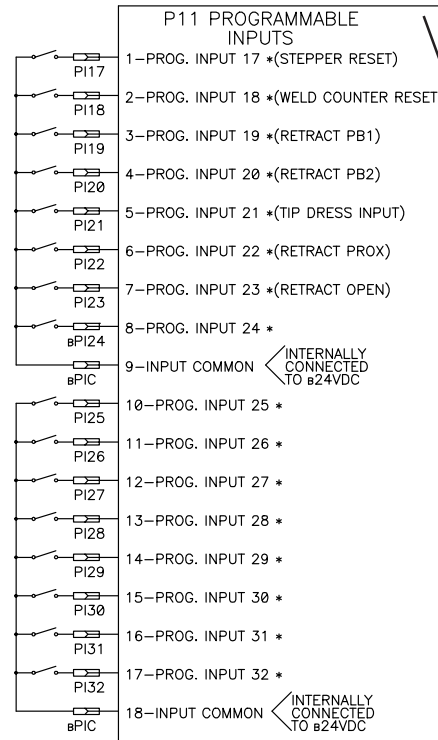 P11 PROGRAMMABLE
INPUTS
PI17 1-PROG. INPUT 17 *(STEPPER RESET)
PI18 2-PROG. INPUT 18 *(WELD COUNTER RESET
PI19 3-PROG. INPUT 19 *(RETRACT PB1)
PI20 4-PROG. INPUT 20 *(RETRACT PB2)
PI21 5-PROG. INPUT 21 *(TIP DRESS INPUT)
PI22 6-PROG. INPUT 22 *(RETRACT PROX)
PI23 7-PROG. INPUT 23 *(RETRACT OPEN)
BPI24 8-PROG. INPUT 24 *
BPIC 9-INPUT COMMON
INTERNALLY
CONNECTED
TO B24VDC
PI25 10-PROG. INPUT 25 *
PI26 11-PROG. INPUT 26 *
PI27 12-PROG. INPUT 27 *
PI28 13-PROG. INPUT 28 *
PI29 14-PROG. INPUT 29 *
PI30 15-PROG. INPUT 30 *
PI31 16-PROG. INPUT 31 *
PI32 17-PROG. INPUT 32 *
BPIC 18-INPUT COMMON
INTERNALLY
CONNECTED
TO B24VDC